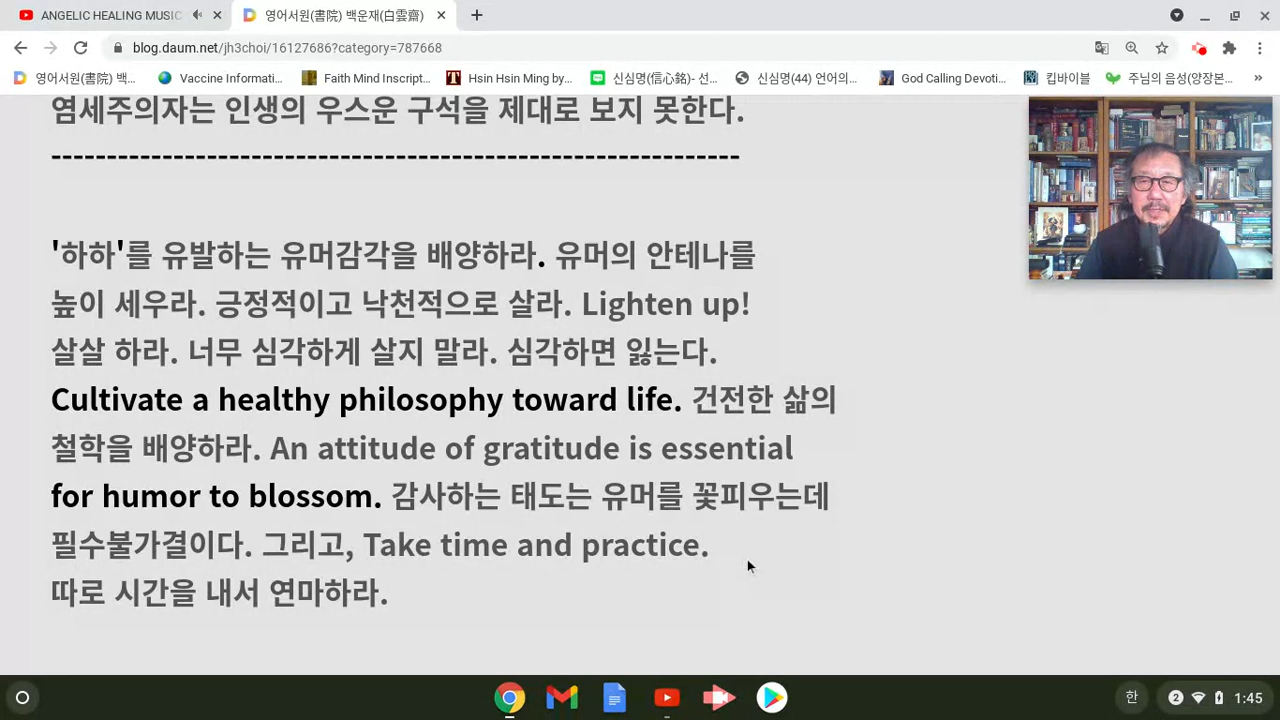 ANGELIC HEALING MUSIC
영어서원(書院) 백운재(白雲齋)
blog.daum.net/jh3choi/16127686?category=787668
영어서원(書院) 백...
Vaccine Informati...
Faith Mind Inscript...
Hsin Hsin Ming by...
신심명(信心銘)- 선...
신심명(44) 언어의...
God Calling Devoti...
킵바이블
주님의 음성(양장본...
»
염세주의자는 인생의 우스운 구석을 제대로 보지 못한다.
--------------------------------------------------------------
'하하'를 유발하는 유머감각을 배양하라. 유머의 안테나를
높이 세우라. 긍정적이고 낙천적으로 살라. Lighten up!
살살 하라. 너무 심각하게 살지 말라. 심각하면 잃는다.
Cultivate a healthy philosophy toward life. 건전한 삶의
철학을 배양하라. An attitude of gratitude is essential
for humor to blossom. 감사하는 태도는 유머를 꽃피우는데
필수불가결이다. 그리고, Take time and practice.
따로 시간을 내서 연마하라.
한
2
1:45